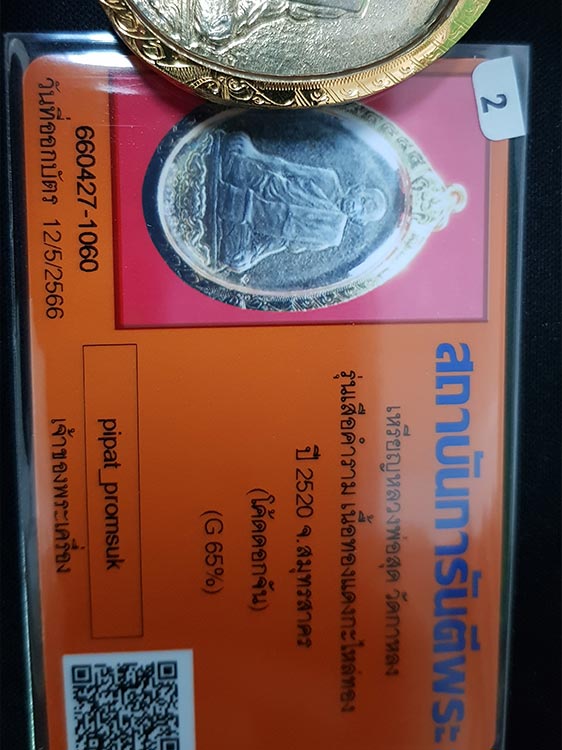 สถาบันการันตีพระ
เหรียญหลวงพ่อสุด วัดกาหลง
รุ่นเสือคำราม เนื้อทองแดงกะไหล่ทอง
ปี 2520 จ.สมุทรสาคร
(โค้ดดอกจัน)
(G 65%)
2
660427-1060
วันที่ออกบัตร 12/5/2566
pipat_promsuk
เจ้าของพระเครื่อง